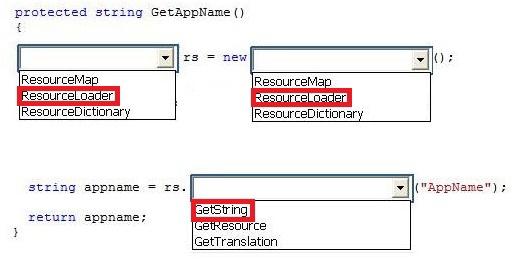 protected string GetAppName()
{
rs = new ();
ResourceMap ResourceMap
ResourceLoader ResourceLoader
ResourceDictionary ; ResourceDictionary
string appname = rs. ("AppName");
GetString
return appname; GetResource
} GetTranslation